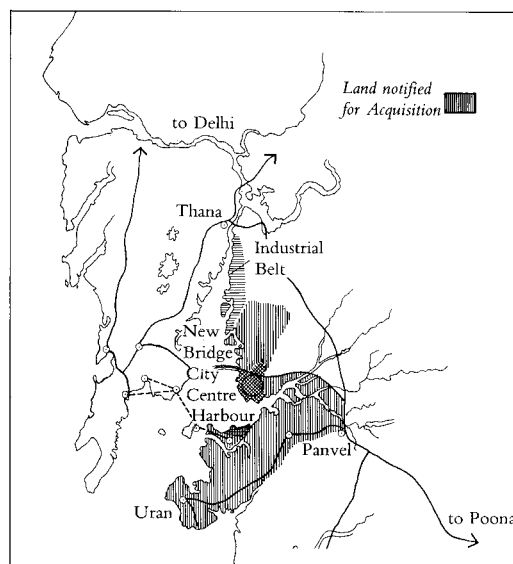 Land notified
for Acquisition
to Delhi
Thana
Industrial
Belt
New
Bridge
City
Centre
Harbour
Panvel
Uran
to Poona